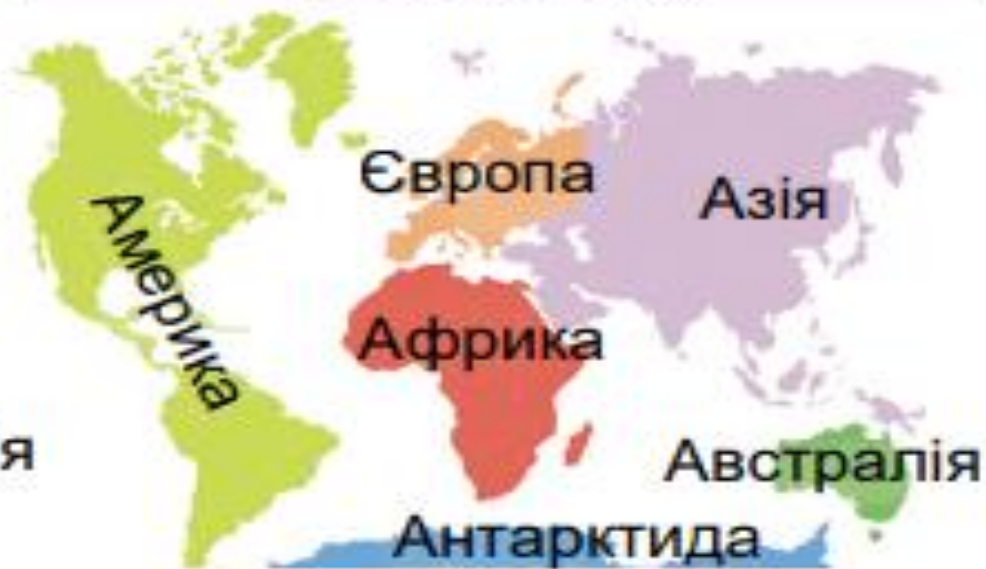 Європа
Азія
Америка
Африка
я
Австралія
Антарктида